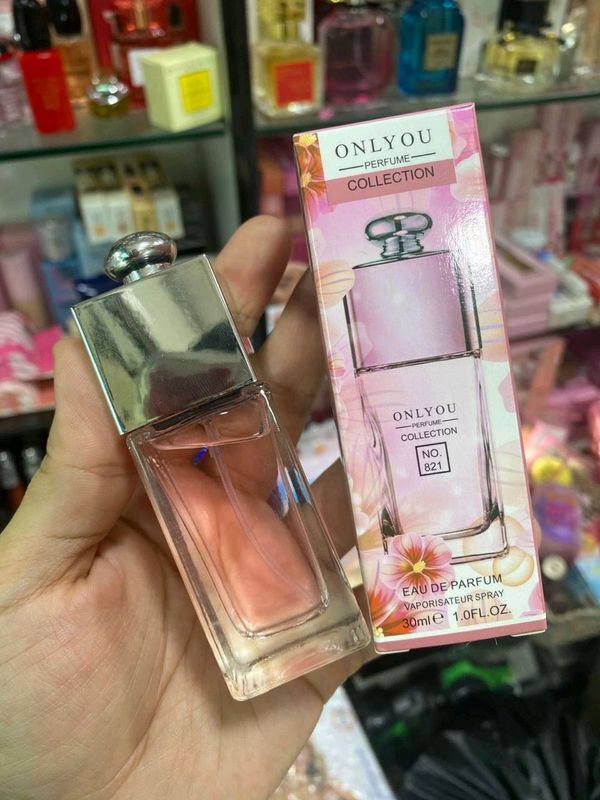 ONLYOU
PERFUME
COLLECTION
ONLYOU
PERFUME
COLLECTION
NO.
821
EAU DE PARFUM
VAPORISATEUR SPRAY
30ml℮ 1.0FL.OZ.